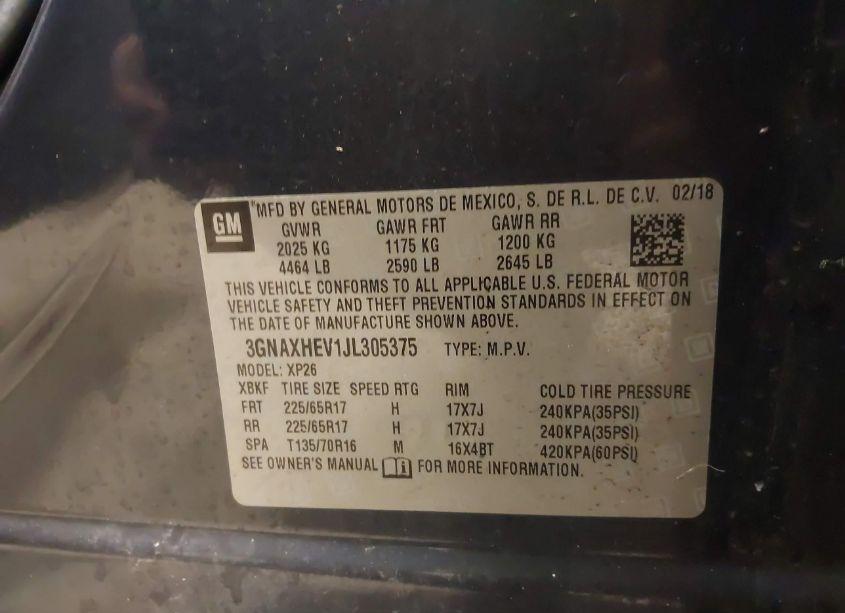 GM *MFD BY GENERAL MOTORS DE MEXICO, S. DE R.L. DE C.V. 02/18
GVWR GAWR FRT GAWR RR
2025 KG 1175 KG 1200 KG
4464 LB 2590 LB 2645 LB
THIS VEHICLE CONFORMS TO ALL APPLICABLE U.S. FEDERAL MOTOR
VEHICLE SAFETY AND THEFT PREVENTION STANDARDS IN EFFECT ON
THE DATE OF MANUFACTURE SHOWN ABOVE.
3GNAXHEV1JL305375 TYPE: M.P.V.
MODEL: XP26
XBKF TIRE SIZE SPEED RTG RIM COLD TIRE PRESSURE
FRT 225/65R17 H 17X7J 240KPA(35PSI)
RR 225/65R17 H 17X7J 240KPA(35PSI)
SPA T135/70R16 M 16X4BT 420KPA(60PSI)
SEE OWNER'S MANUAL FOR MORE INFORMATION.